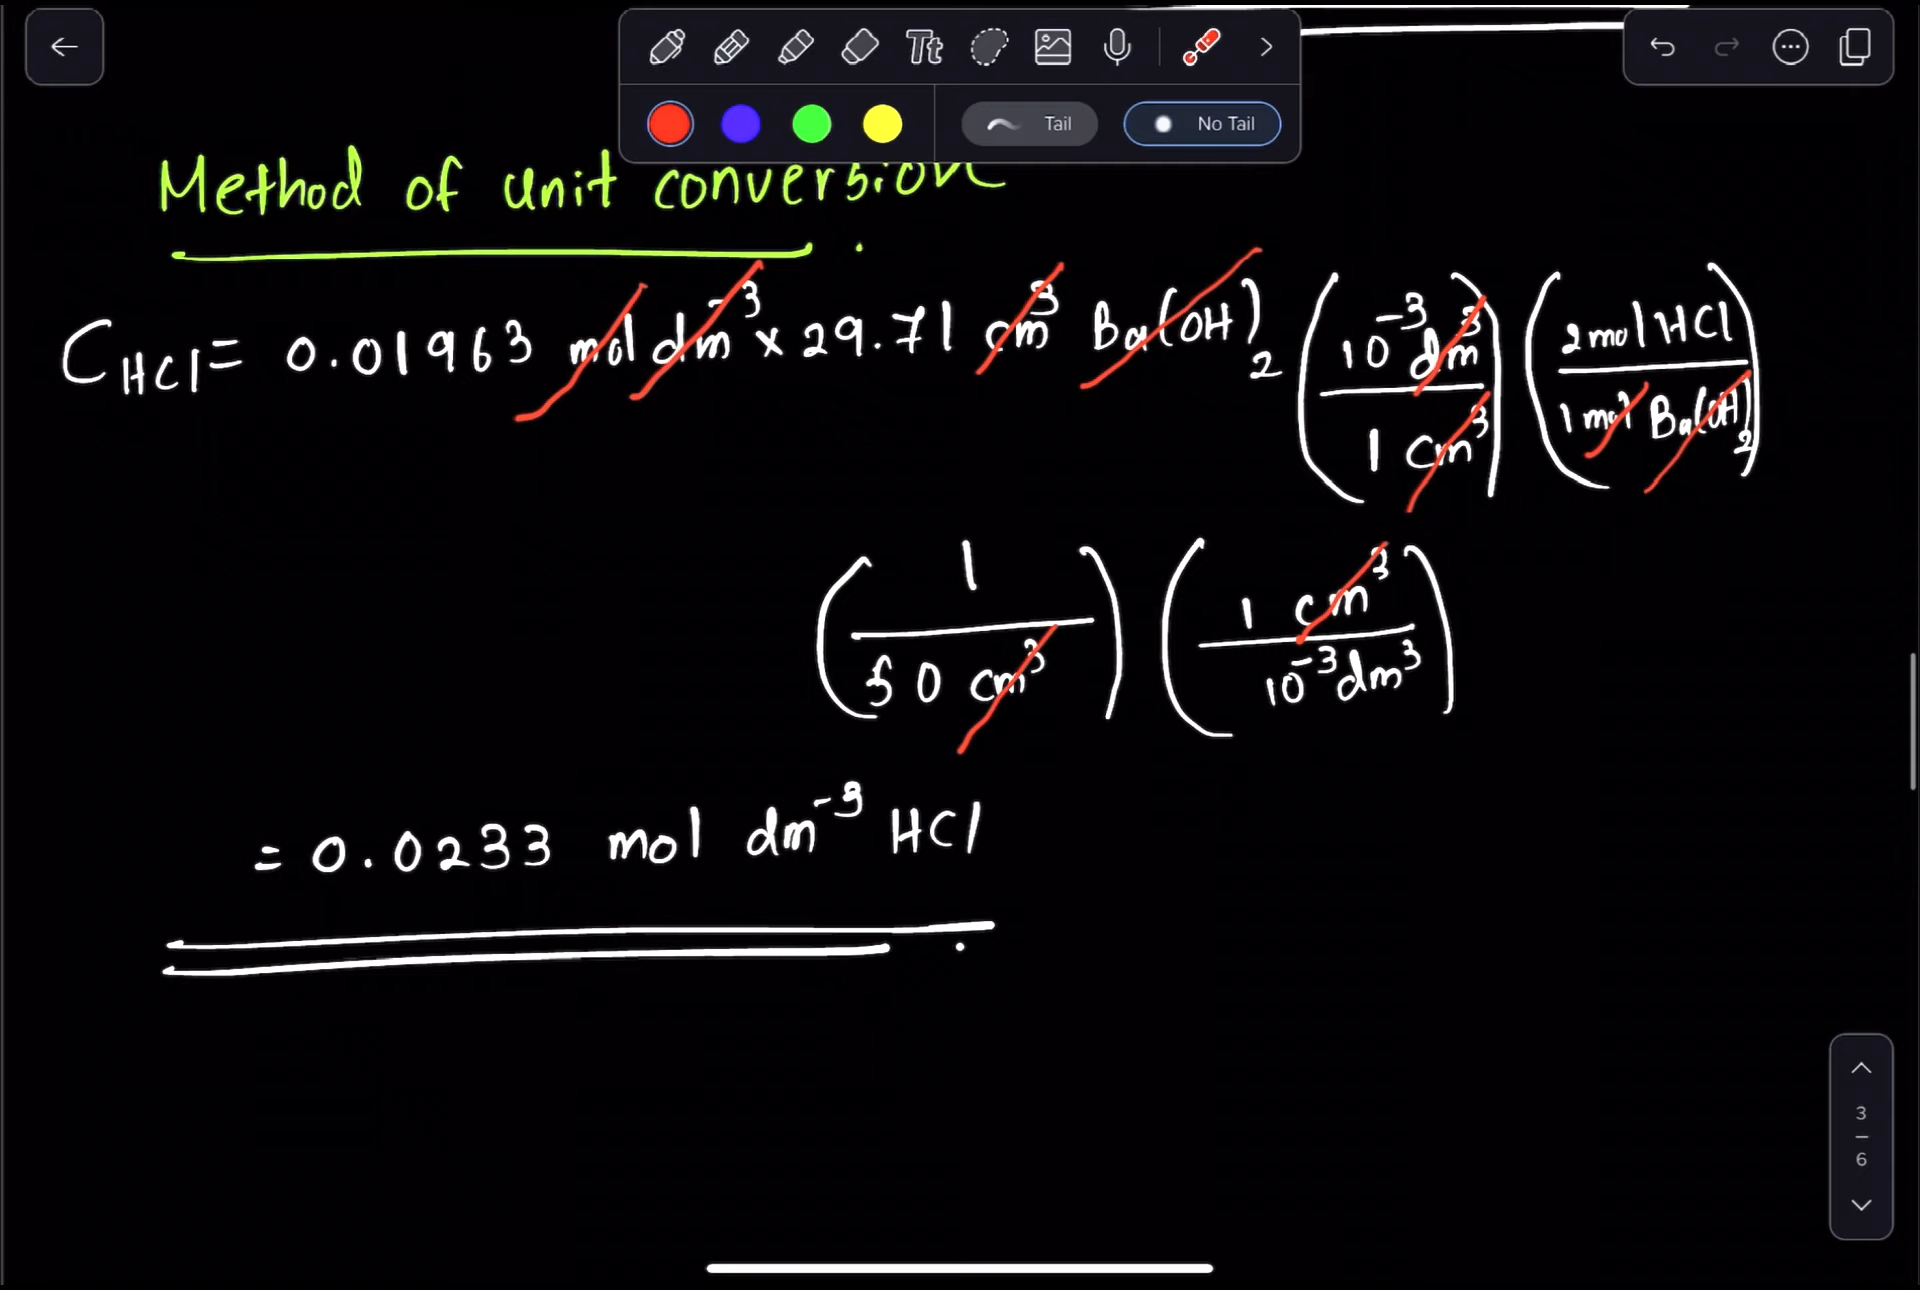 Tt
Tail
No Tail
Method of unit conversion
C HCl = 0.01963 mol dm⁻³ x 29.71 cm³ Ba(OH)₂ (10⁻³ dm³ / 1 cm³) (2 mol HCl / 1 mol Ba(OH)₂)
(1 / 50 cm³) (1 cm³ / 10⁻³ dm³)
= 0.0233 mol dm⁻³ HCl
3
6